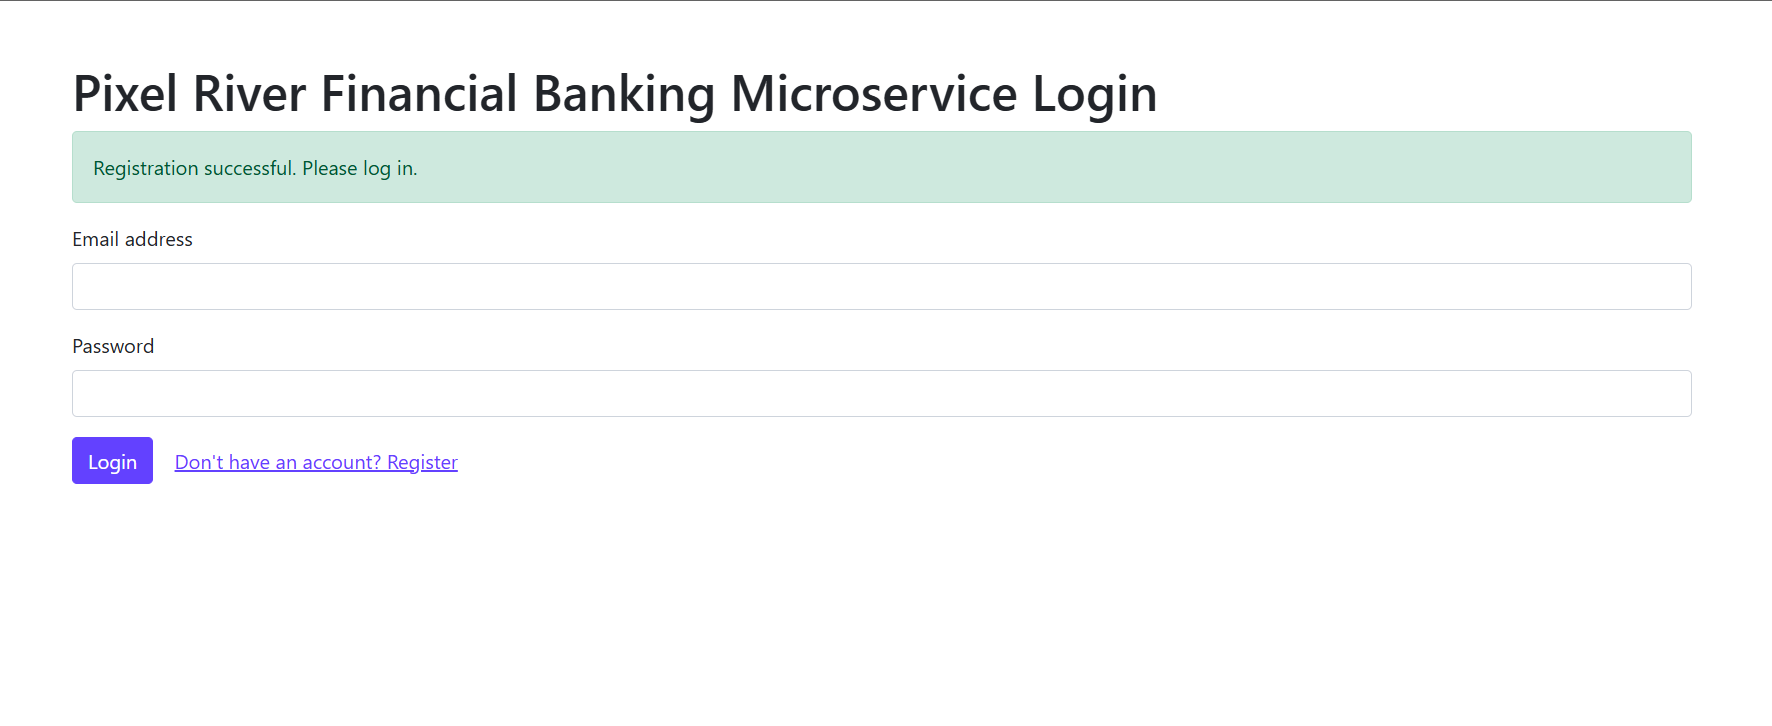 Pixel River Financial Banking Microservice Login
Registration successful. Please log in.
Email address
Password
Login Don't have an account? Register